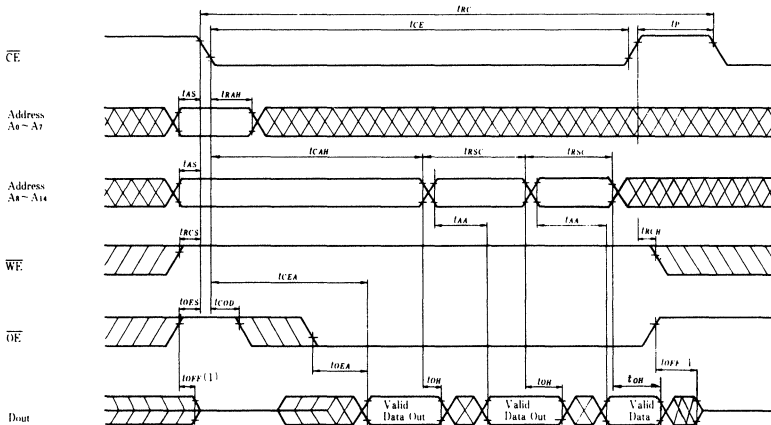 tRC
tCE
tP
CE
tAS
tRAH
Address
A0~A7
tCAH
tRSC
tRSC
tAS
Address
A8~A14
tAA
tAA
tRCS
tRCH
WE
tCEA
tOES
tCOD
OE
tOFF(1)
tOEA
tOH
tOH
tOH
tOFF
Dout
Valid
Data Out
Valid
Data Out
Valid
Data